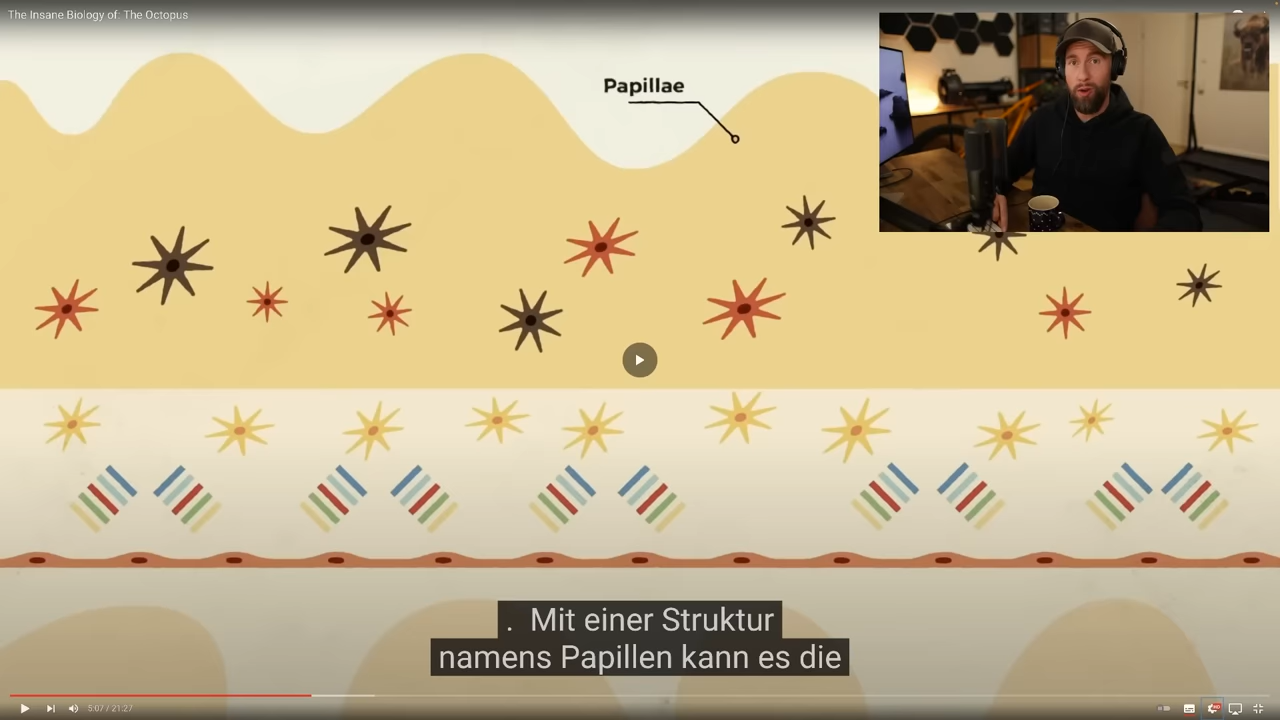 The Insane Biology of: The Octopus
Papillae
. Mit einer Struktur
namens Papillen kann es die
5:07 / 21:27